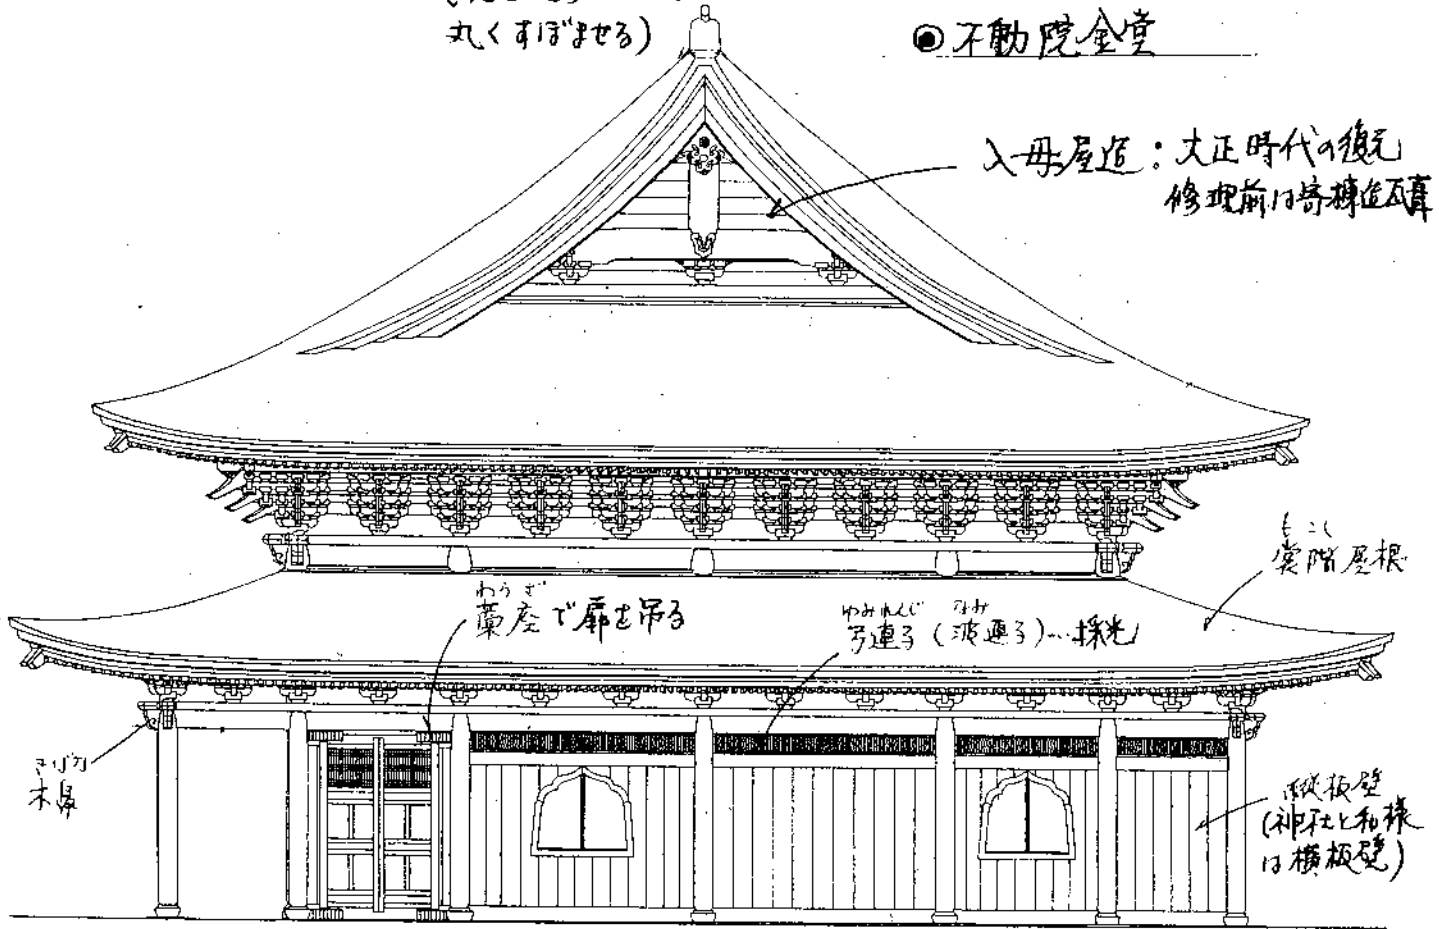 丸くすぼませる)
◉ 不動院金堂
入母屋造:大正時代の復元
修理前は寄棟造瓦葺
もこし
裳階屋根
わらざ
藁座で扉を吊る
ゆみれんじ なみ
弓連子(波連子)…採光
きばな
木鼻
縦板壁
(神社と和様
は横板壁)